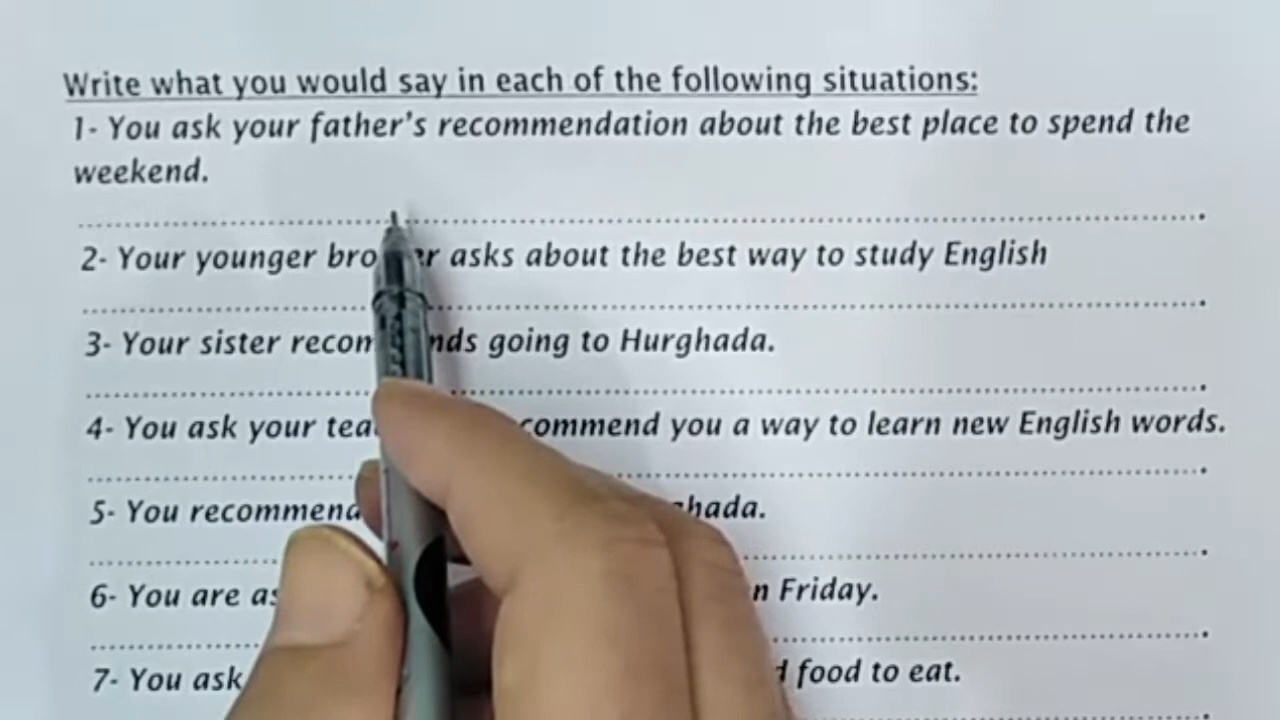 Write what you would say in each of the following situations:
1- You ask your father's recommendation about the best place to spend the
weekend.
2- Your younger asks about the best way to study English
3- Your sister going to Hurghada.
4- You ask your you a way to learn new English words.
5- You
6- You are Friday.
7- You ask food to eat.